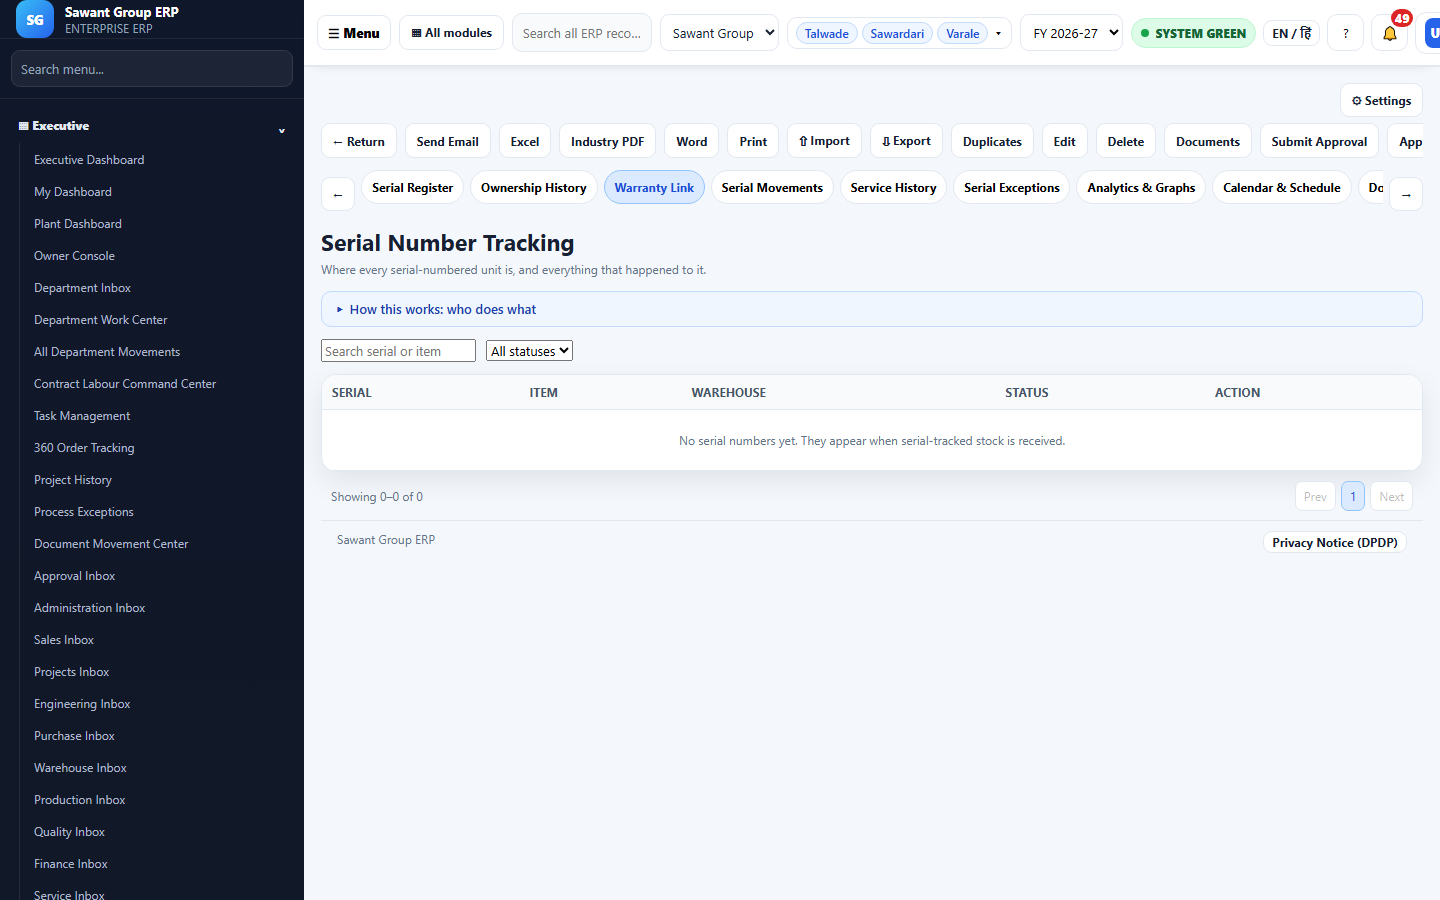 SG
Sawant Group ERP
ENTERPRISE ERP
Search menu...
Executive
Executive Dashboard
My Dashboard
Plant Dashboard
Owner Console
Department Inbox
Department Work Center
All Department Movements
Contract Labour Command Center
Task Management
360 Order Tracking
Project History
Process Exceptions
Document Movement Center
Approval Inbox
Administration Inbox
Sales Inbox
Projects Inbox
Engineering Inbox
Purchase Inbox
Warehouse Inbox
Production Inbox
Quality Inbox
Finance Inbox
Service Inbox
☰ Menu
All modules
Search all ERP reco...
Sawant Group
Talwade Sawardari Varale
FY 2026-27
SYSTEM GREEN
EN / हिं
?
49
U
⚙ Settings
← Return
Send Email
Excel
Industry PDF
Word
Print
⇧ Import
⇩ Export
Duplicates
Edit
Delete
Documents
Submit Approval
App
←
Serial Register
Ownership History
Warranty Link
Serial Movements
Service History
Serial Exceptions
Analytics & Graphs
Calendar & Schedule
Do
→
Serial Number Tracking
Where every serial-numbered unit is, and everything that happened to it.
▸ How this works: who does what
Search serial or item
All statuses
SERIAL ITEM WAREHOUSE STATUS ACTION
No serial numbers yet. They appear when serial-tracked stock is received.
Showing 0–0 of 0
Prev 1 Next
Sawant Group ERP
Privacy Notice (DPDP)